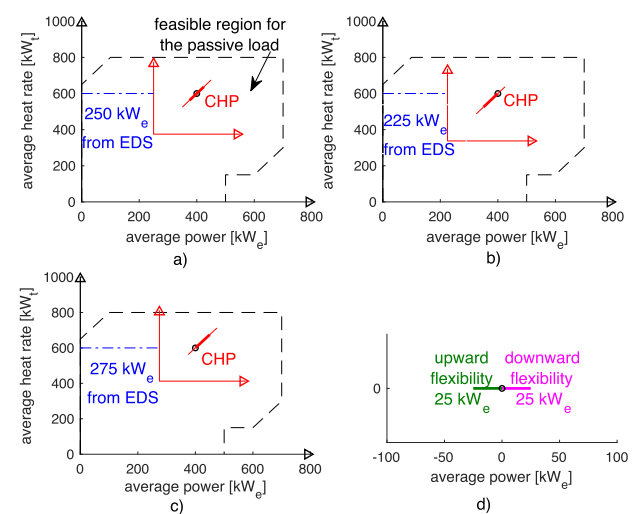 feasible region for
the passive load
average heat rate [kWt]
1000
800
600
400
200
0
250 kWe
from EDS
CHP
0
200
400
600
800
average power [kWe]
a)
average heat rate [kWt]
1000
800
600
400
200
0
225 kWe
from EDS
CHP
0
200
400
600
800
average power [kWe]
b)
average heat rate [kWt]
1000
800
600
400
200
0
275 kWe
from EDS
CHP
0
200
400
600
800
average power [kWe]
c)
upward
flexibility
25 kWe
downward
flexibility
25 kWe
0
-100
-50
0
50
100
average power [kWe]
d)